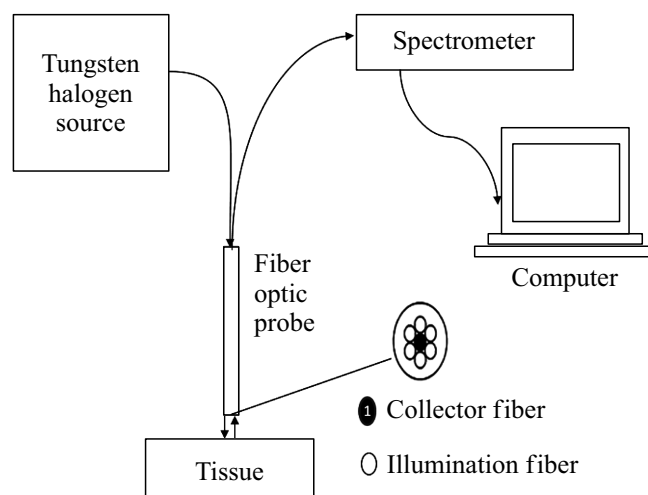 Tungsten
halogen
source
Spectrometer
Computer
Fiber
optic
probe
1 Collector fiber
Illumination fiber
Tissue